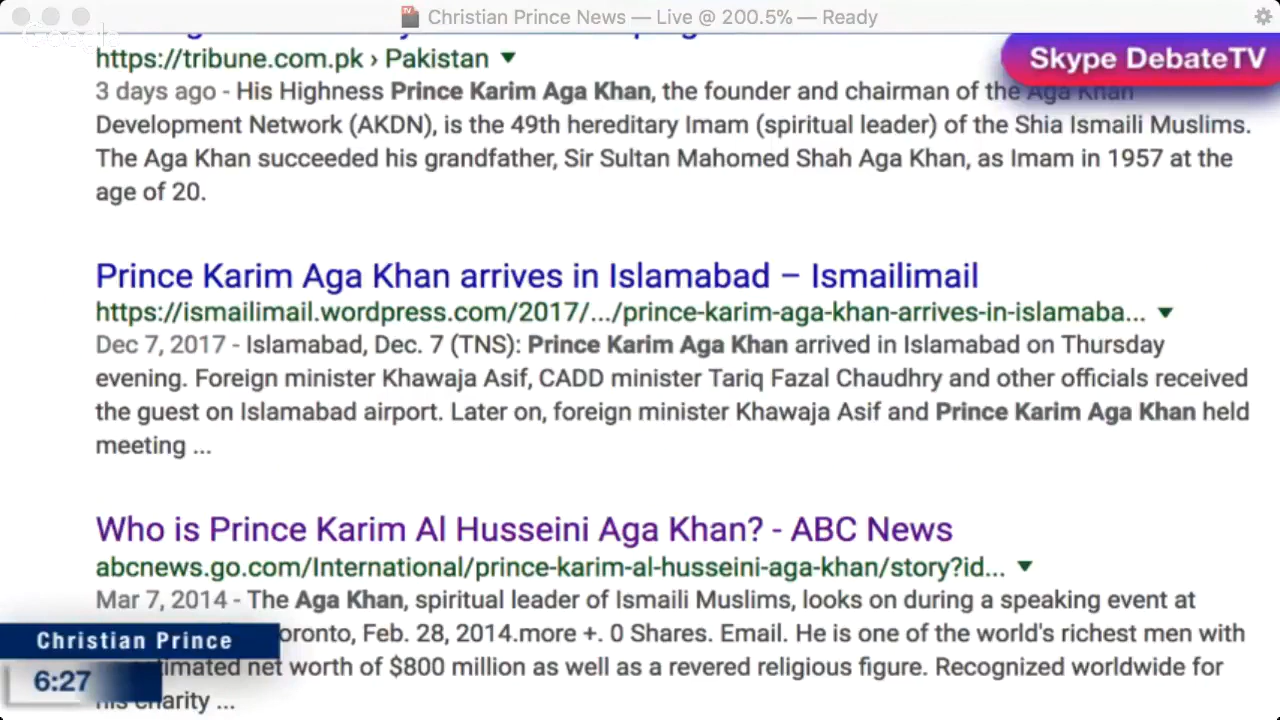 Christian Prince News — Live @ 200.5% — Ready
Google
Skype DebateTV
https://tribune.com.pk › Pakistan
3 days ago - His Highness Prince Karim Aga Khan, the founder and chairman of the Aga Khan
Development Network (AKDN), is the 49th hereditary Imam (spiritual leader) of the Shia Ismaili Muslims.
The Aga Khan succeeded his grandfather, Sir Sultan Mahomed Shah Aga Khan, as Imam in 1957 at the
age of 20.
Prince Karim Aga Khan arrives in Islamabad – Ismailimail
https://ismailimail.wordpress.com/2017/.../prince-karim-aga-khan-arrives-in-islamaba...
Dec 7, 2017 - Islamabad, Dec. 7 (TNS): Prince Karim Aga Khan arrived in Islamabad on Thursday
evening. Foreign minister Khawaja Asif, CADD minister Tariq Fazal Chaudhry and other officials received
the guest on Islamabad airport. Later on, foreign minister Khawaja Asif and Prince Karim Aga Khan held
meeting ...
Who is Prince Karim Al Husseini Aga Khan? - ABC News
abcnews.go.com/International/prince-karim-al-husseini-aga-khan/story?id...
Mar 7, 2014 - The Aga Khan, spiritual leader of Ismaili Muslims, looks on during a speaking event at
oronto, Feb. 28, 2014.more +. 0 Shares. Email. He is one of the world's richest men with
timated net worth of $800 million as well as a revered religious figure. Recognized worldwide for
his charity ...
Christian Prince
6:27